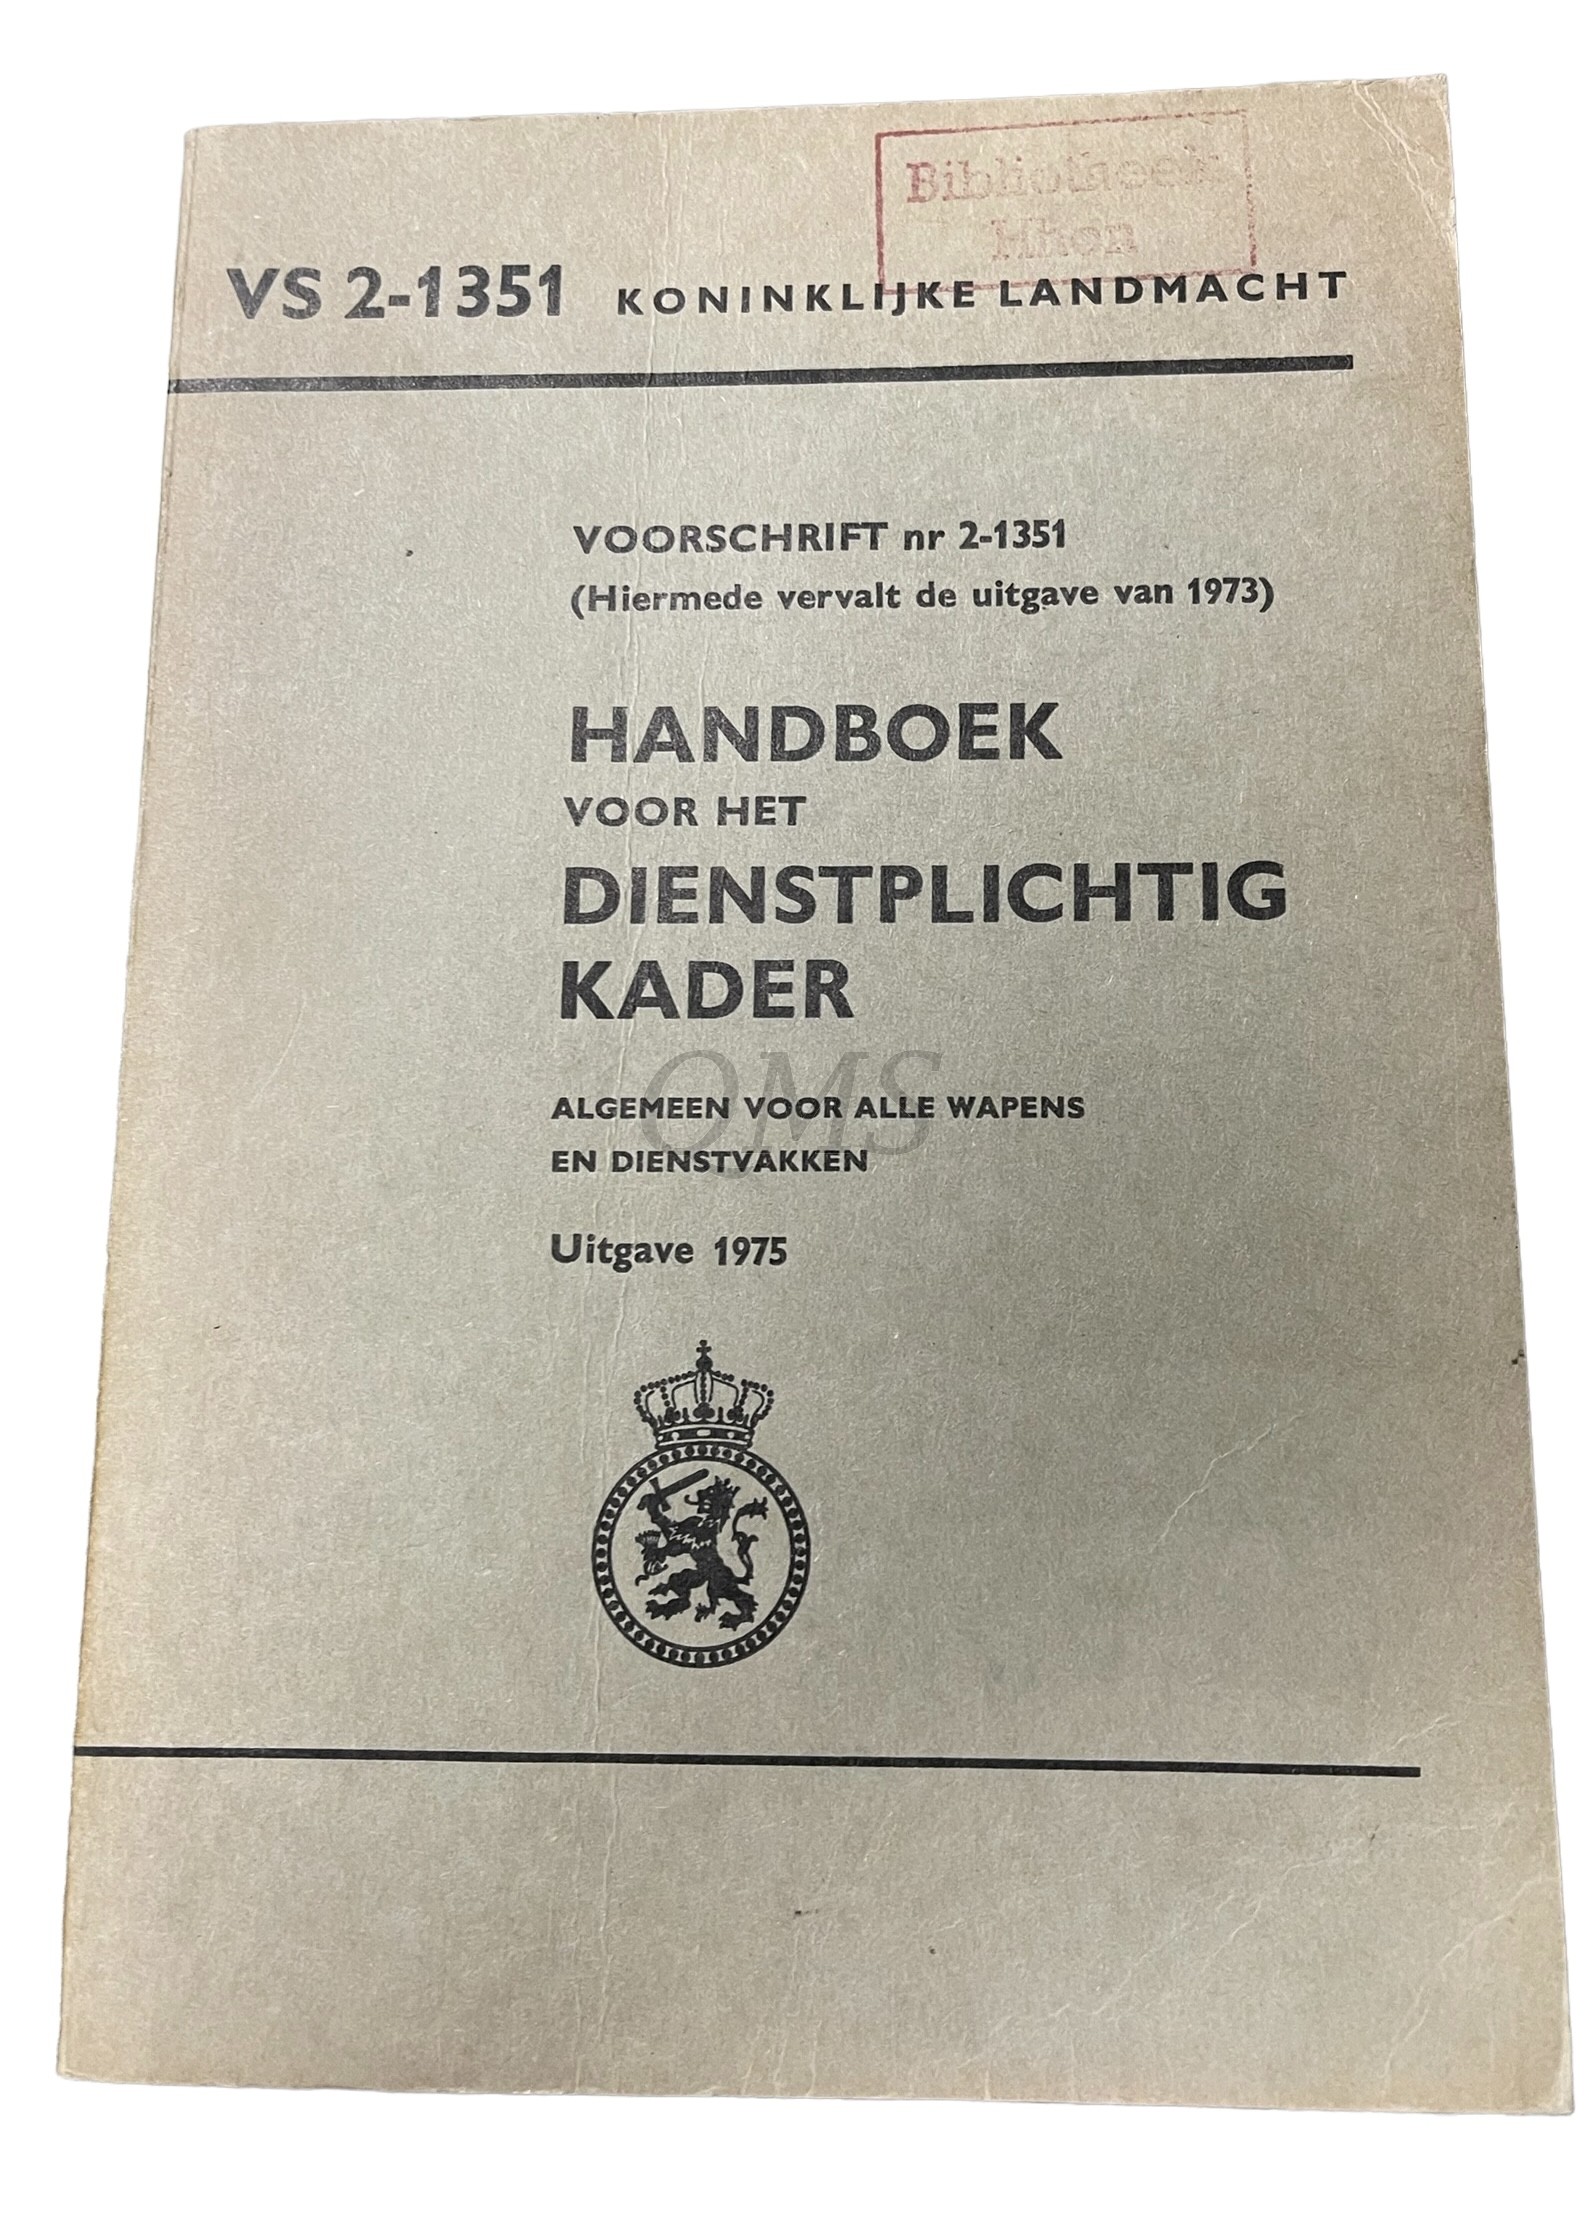 Bibliotheek
VS 2-1351 KONINKLIJKE LANDMACHT
VOORSCHRIFT nr 2-1351
(Hiermede vervalt de uitgave van 1973)
HANDBOEK
VOOR HET
DIENSTPLICHTIG
KADER
QMS
ALGEMEEN VOOR ALLE WAPENS
EN DIENSTVAKKEN
Uitgave 1975